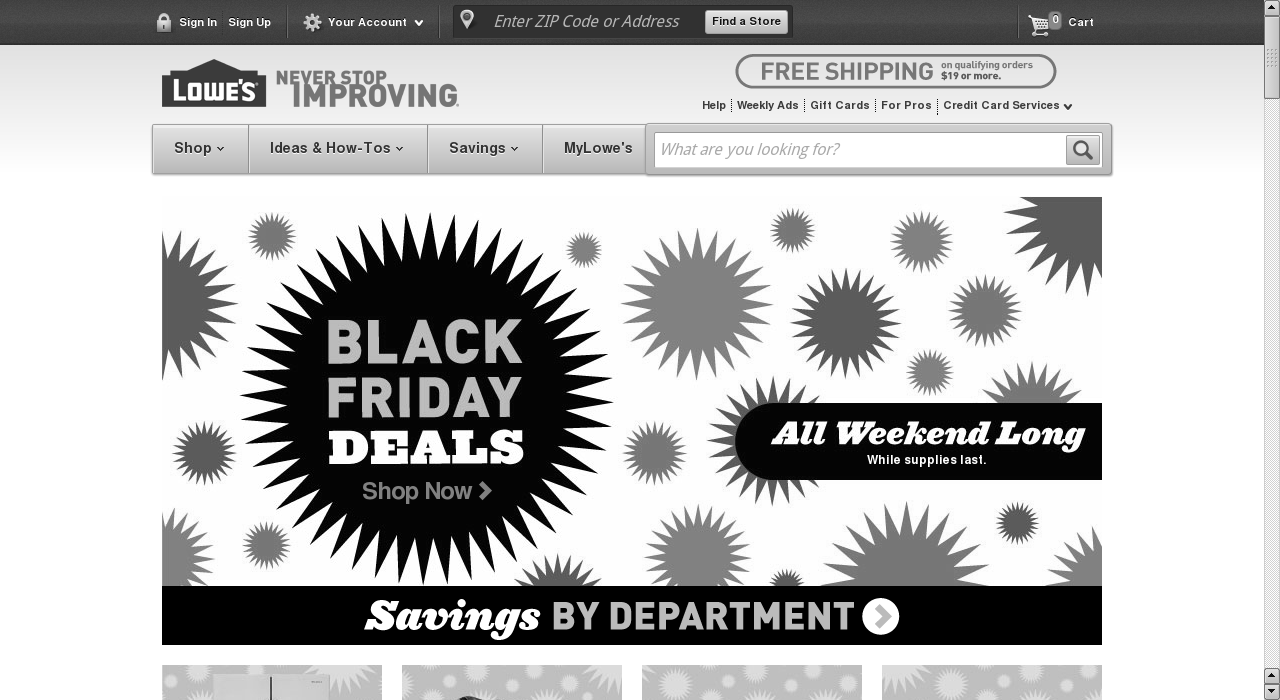 Sign In
Sign Up
Your Account
Enter ZIP Code or Address
Find a Store
0
Cart
LOWE'S
NEVER STOP
IMPROVING
FREE SHIPPING
on qualifying orders
$19 or more.
Help
Weekly Ads
Gift Cards
For Pros
Credit Card Services
Shop
Ideas & How-Tos
Savings
MyLowe's
What are you looking for?
BLACK
FRIDAY
DEALS
Shop Now
All Weekend Long
While supplies last.
Savings BY DEPARTMENT